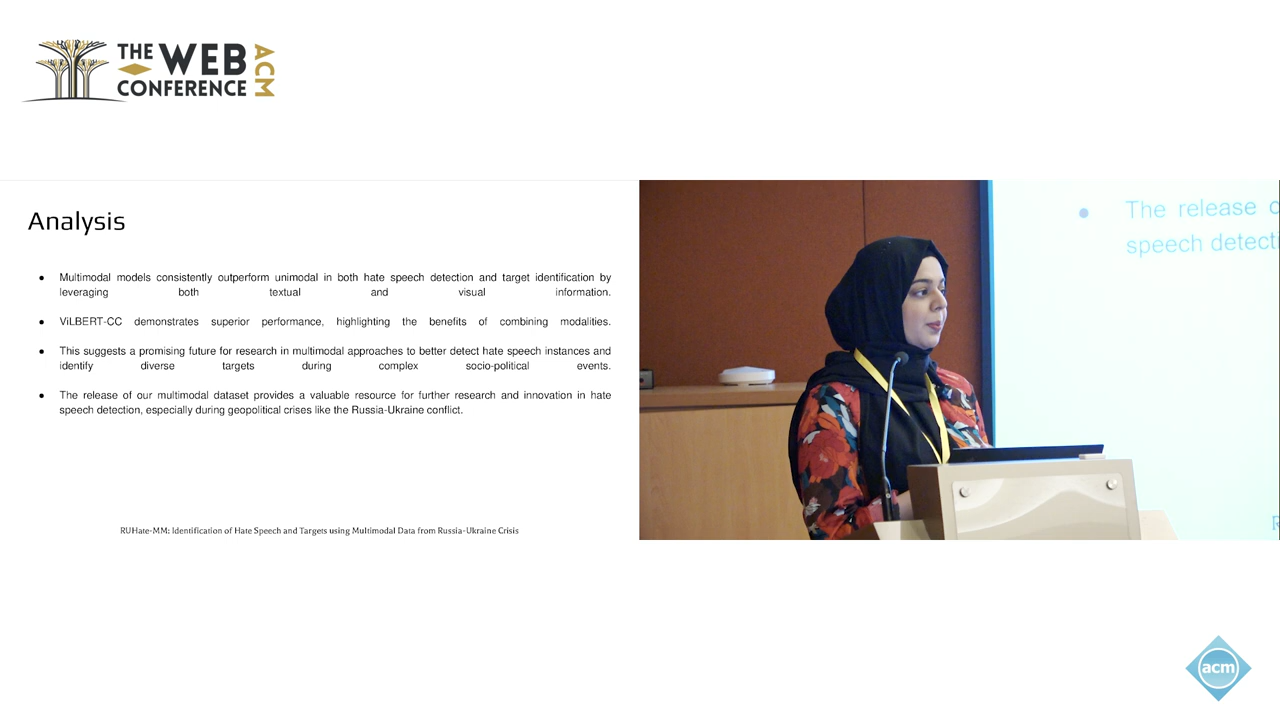 THE WEB
CONFERENCE
ACM
Analysis
● Multimodal models consistently outperform unimodal in both hate speech detection and target identification by
leveraging both textual and visual information.
● ViLBERT-CC demonstrates superior performance, highlighting the benefits of combining modalities.
● This suggests a promising future for research in multimodal approaches to better detect hate speech instances and
identify diverse targets during complex socio-political events.
● The release of our multimodal dataset provides a valuable resource for further research and innovation in hate
speech detection, especially during geopolitical crises like the Russia-Ukraine conflict.
RUHate-MM: Identification of Hate Speech and Targets using Multimodal Data from Russia-Ukraine Crisis
● The release
speech
acm